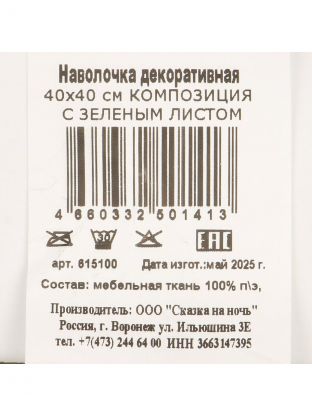 Наволочка декоративная
40х40 см КОМПОЗИЦИЯ
С ЗЕЛЕНЫМ ЛИСТОМ
4 660332 501413
30 EAC
арт. 615100 Дата изгот.:май 2025 г.
Состав: мебельная ткань 100% п\э,
Производитель: ООО "Сказка на ночь"
Россия, г. Воронеж ул. Ильюшина 3Е
тел. +7(473) 244 64 00 ИНН 3663147395